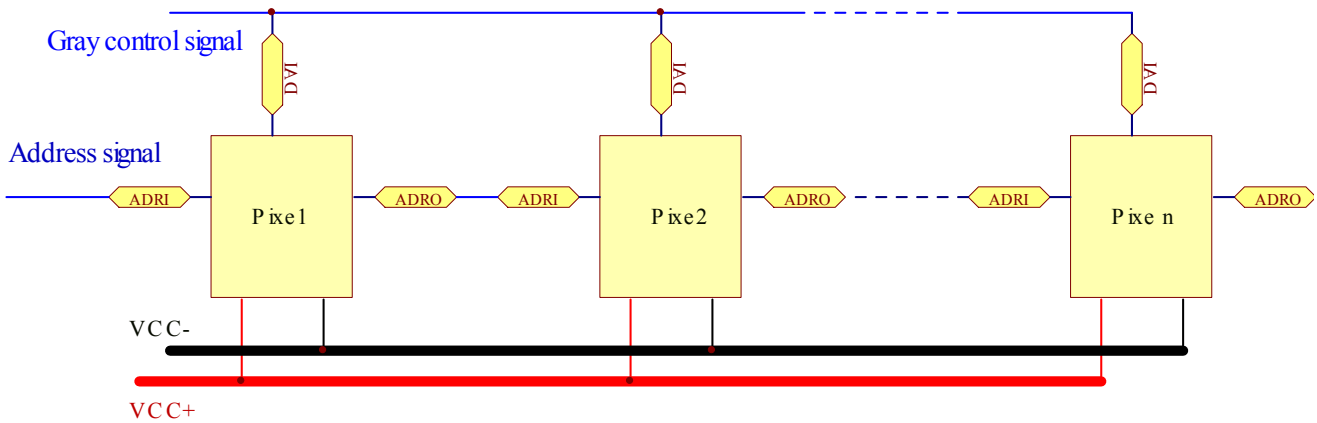 Gray control signal
DAI
DAI
DAI
Address signal
ADRI
Pixe1
ADRO
ADRI
Pixe2
ADRO
ADRI
Pixe n
ADRO
VCC-
VCC+